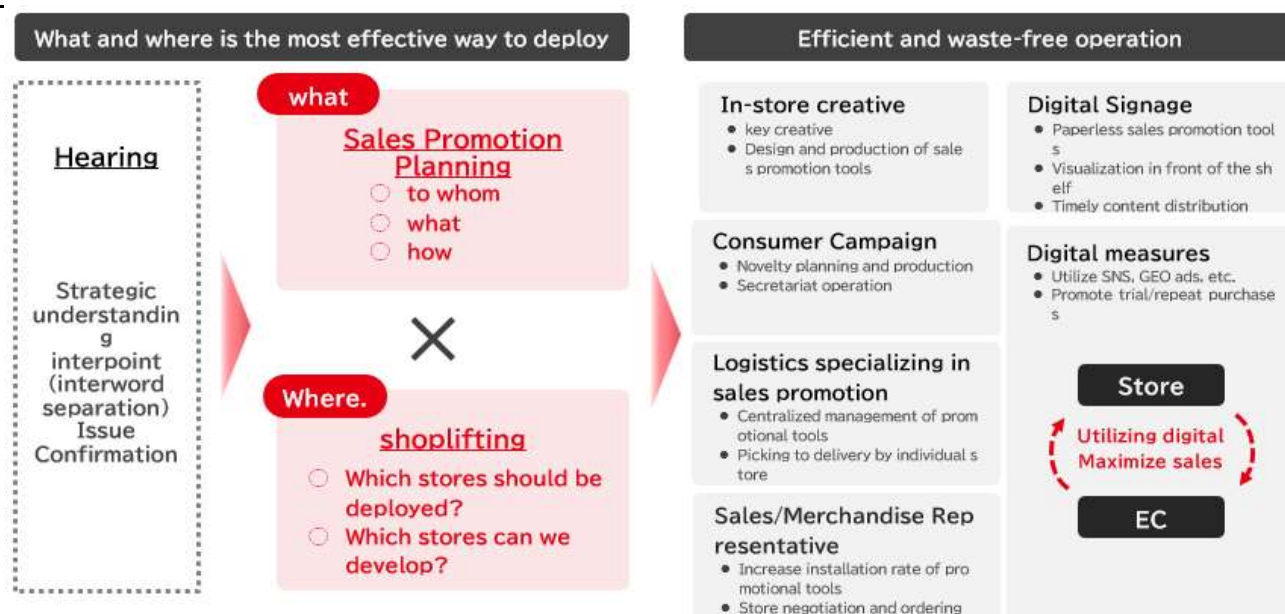 What and where is the most effective way to deploy
Hearing
Strategic
understandin
g
interpoint
(interword
separation)
Issue
Confirmation
what
Sales Promotion
Planning
to whom
what
how
×
Where.
shoplifting
Which stores should be
deployed?
Which stores can we
develop?
Efficient and waste-free operation
In-store creative
key creative
Design and production of sale
s promotion tools
Consumer Campaign
Novelty planning and production
Secretariat operation
Logistics specializing in
sales promotion
Centralized management of prom
otional tools
Picking to delivery by individual s
tore
Sales/Merchandise Rep
resentative
Increase installation rate of pro
motional tools
Store negotiation and ordering
Digital Signage
Paperless sales promotion tool
s
Visualization in front of the sh
elf
Timely content distribution
Digital measures
Utilize SNS, GEO ads, etc.
Promote trial/repeat purchase
s
Store
Utilizing digital
Maximize sales
EC